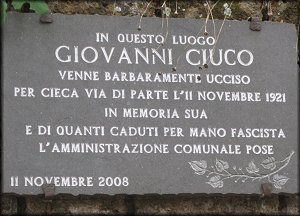 IN QUESTO LUOGO
GIOVANNI CIUCO
VENNE BARBARAMENTE UCCISO
PER CIECA VIA DI PARTE L'11 NOVEMBRE 1921
IN MEMORIA SUA
E DI QUANTI CADUTI PER MANO FASCISTA
L'AMMINISTRAZIONE COMUNALE POSE
11 NOVEMBRE 2008